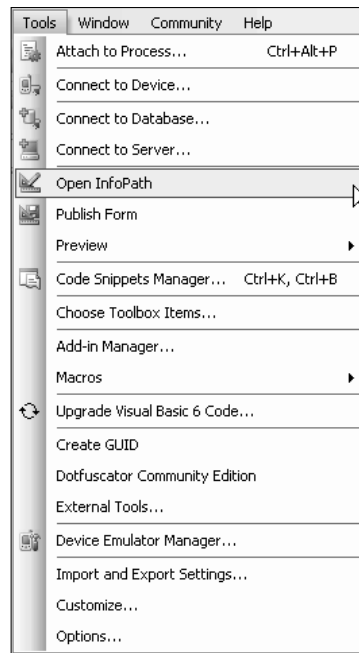 Tools Window Community Help
Attach to Process... Ctrl+Alt+P
Connect to Device...
Connect to Database...
Connect to Server...
Open InfoPath
Publish Form
Preview
Code Snippets Manager... Ctrl+K, Ctrl+B
Choose Toolbox Items...
Add-in Manager...
Macros
Upgrade Visual Basic 6 Code...
Create GUID
Dotfuscator Community Edition
External Tools...
Device Emulator Manager...
Import and Export Settings...
Customize...
Options...